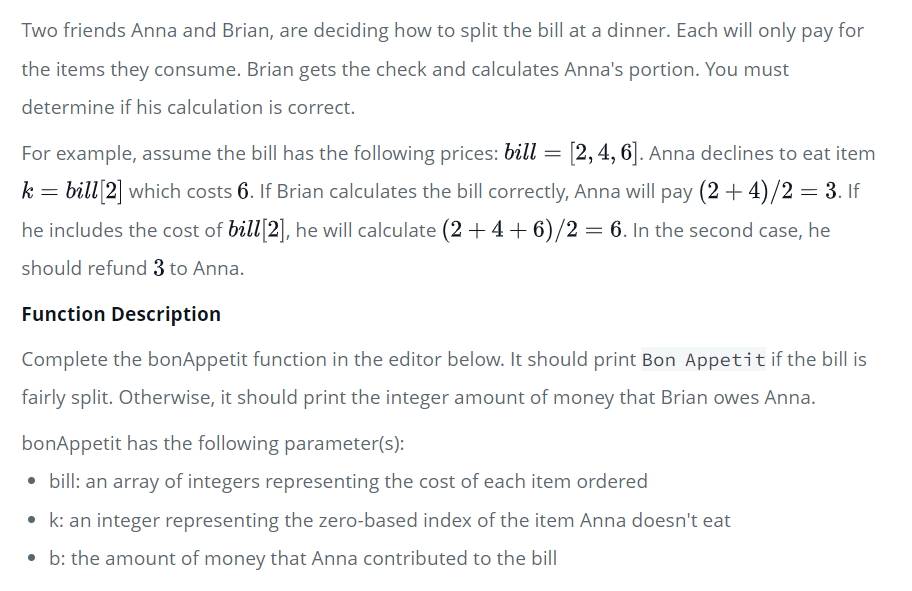 Two friends Anna and Brian, are deciding how to split the bill at a dinner. Each will only pay for
the items they consume. Brian gets the check and calculates Anna's portion. You must
determine if his calculation is correct.
For example, assume the bill has the following prices: bill = [2, 4, 6]. Anna declines to eat item
k = bill[2] which costs 6. If Brian calculates the bill correctly, Anna will pay (2 + 4)/2 = 3. If
he includes the cost of bill[2], he will calculate (2 + 4 + 6)/2 = 6. In the second case, he
should refund 3 to Anna.
Function Description
Complete the bonAppetit function in the editor below. It should print Bon Appetit if the bill is
fairly split. Otherwise, it should print the integer amount of money that Brian owes Anna.
bonAppetit has the following parameter(s):
• bill: an array of integers representing the cost of each item ordered
• k: an integer representing the zero-based index of the item Anna doesn't eat
• b: the amount of money that Anna contributed to the bill